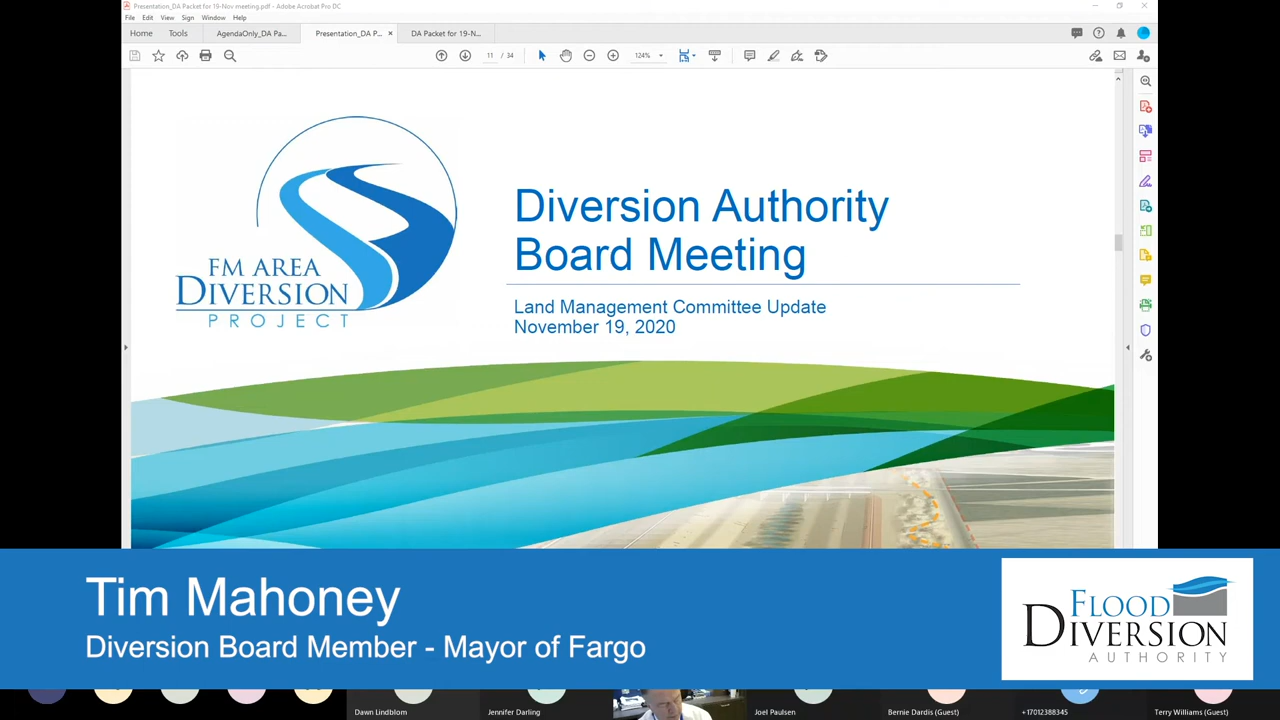 Presentation_DA Packet for 19-Nov meeting.pdf - Adobe Acrobat Pro DC
File Edit View Sign Window Help
Home Tools AgendaOnly_DA Pa... Presentation_DA P... × DA Packet for 19-N...
11 / 34 124%
Diversion Authority
Board Meeting
Land Management Committee Update
November 19, 2020
FM AREA
DIVERSION
PROJECT
Tim Mahoney
Diversion Board Member - Mayor of Fargo
FLOOD
DIVERSION
AUTHORITY
Dawn Lindblom Jennifer Darling Joel Paulsen Bernie Dardis (Guest) +17012388345 Terry Williams (Guest)